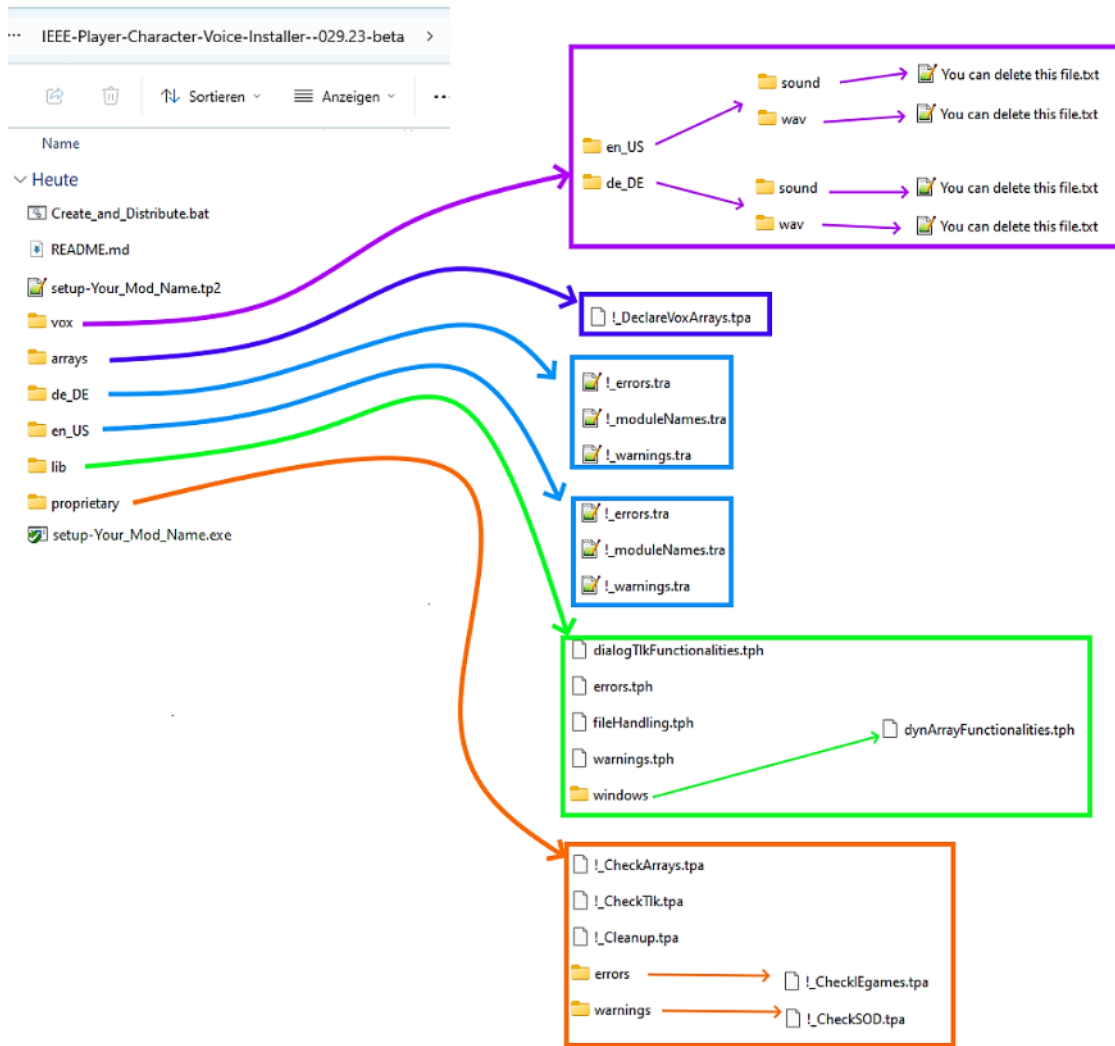 IEEE-Player-Character-Voice-Installer--029.23-beta
Sortieren
Anzeigen
Name
Heute
Create_and_Distribute.bat
README.md
setup-Your_Mod_Name.tp2
vox
arrays
de_DE
en_US
lib
proprietary
setup-Your_Mod_Name.exe
en_US
de_DE
sound
wav
sound
wav
You can delete this file.txt
You can delete this file.txt
You can delete this file.txt
You can delete this file.txt
!_DeclareVoxArrays.tpa
!_errors.tra
!_moduleNames.tra
!_warnings.tra
!_errors.tra
!_moduleNames.tra
!_warnings.tra
dialogTlkFunctionalities.tph
errors.tph
fileHandling.tph
warnings.tph
windows
dynArrayFunctionalities.tph
!_CheckArrays.tpa
!_CheckTlk.tpa
!_Cleanup.tpa
errors
warnings
!_CheckIEgames.tpa
!_CheckSOD.tpa